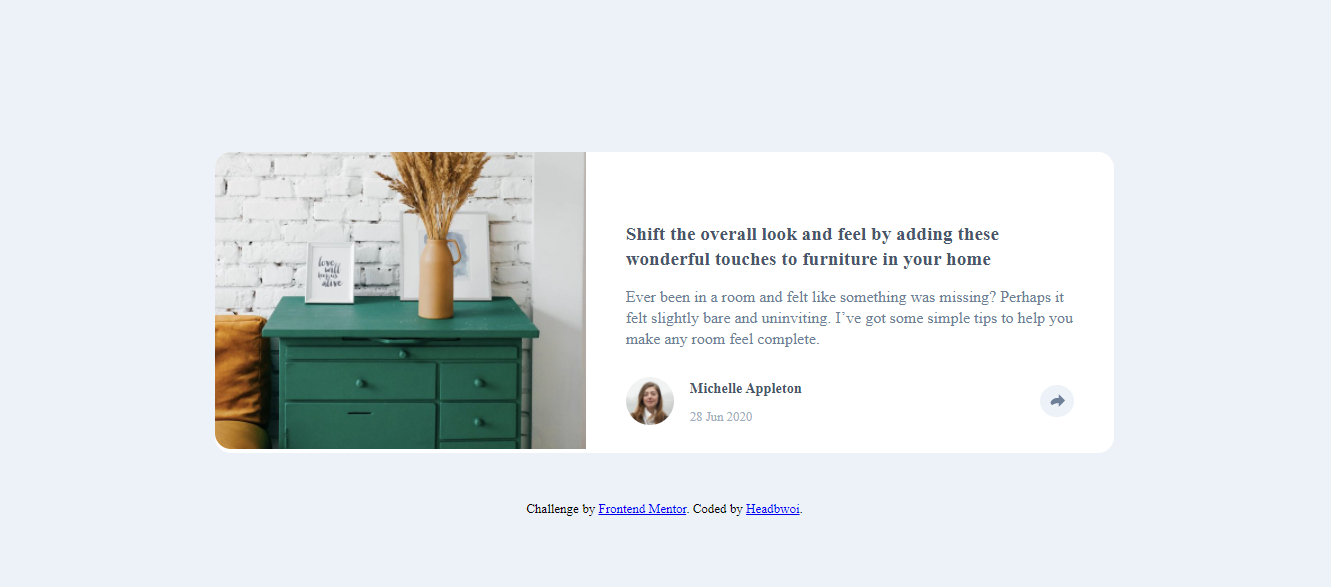 love
will
alive
Shift the overall look and feel by adding these
wonderful touches to furniture in your home
Ever been in a room and felt like something was missing? Perhaps it
felt slightly bare and uninviting. I’ve got some simple tips to help you
make any room feel complete.
Michelle Appleton
28 Jun 2020
Challenge by Frontend Mentor. Coded by Headbwoi.